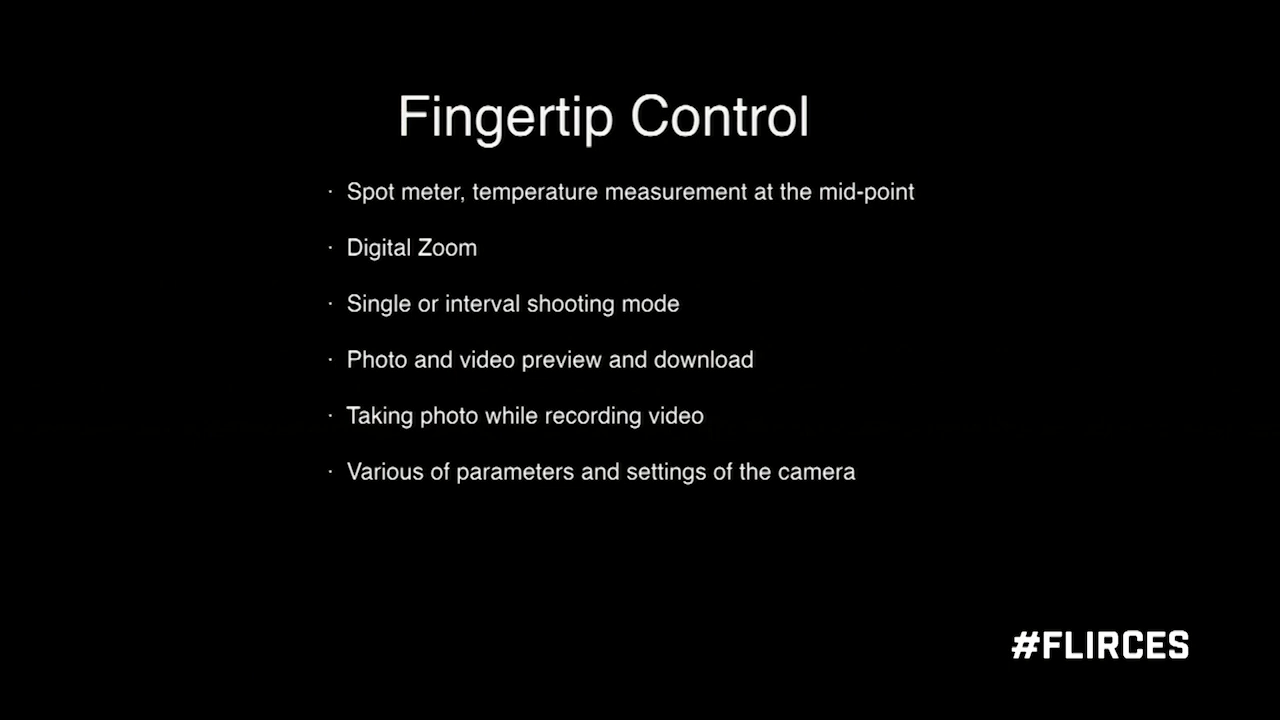 Fingertip Control
· Spot meter, temperature measurement at the mid-point
· Digital Zoom
· Single or interval shooting mode
· Photo and video preview and download
· Taking photo while recording video
· Various of parameters and settings of the camera
#FLIRCES